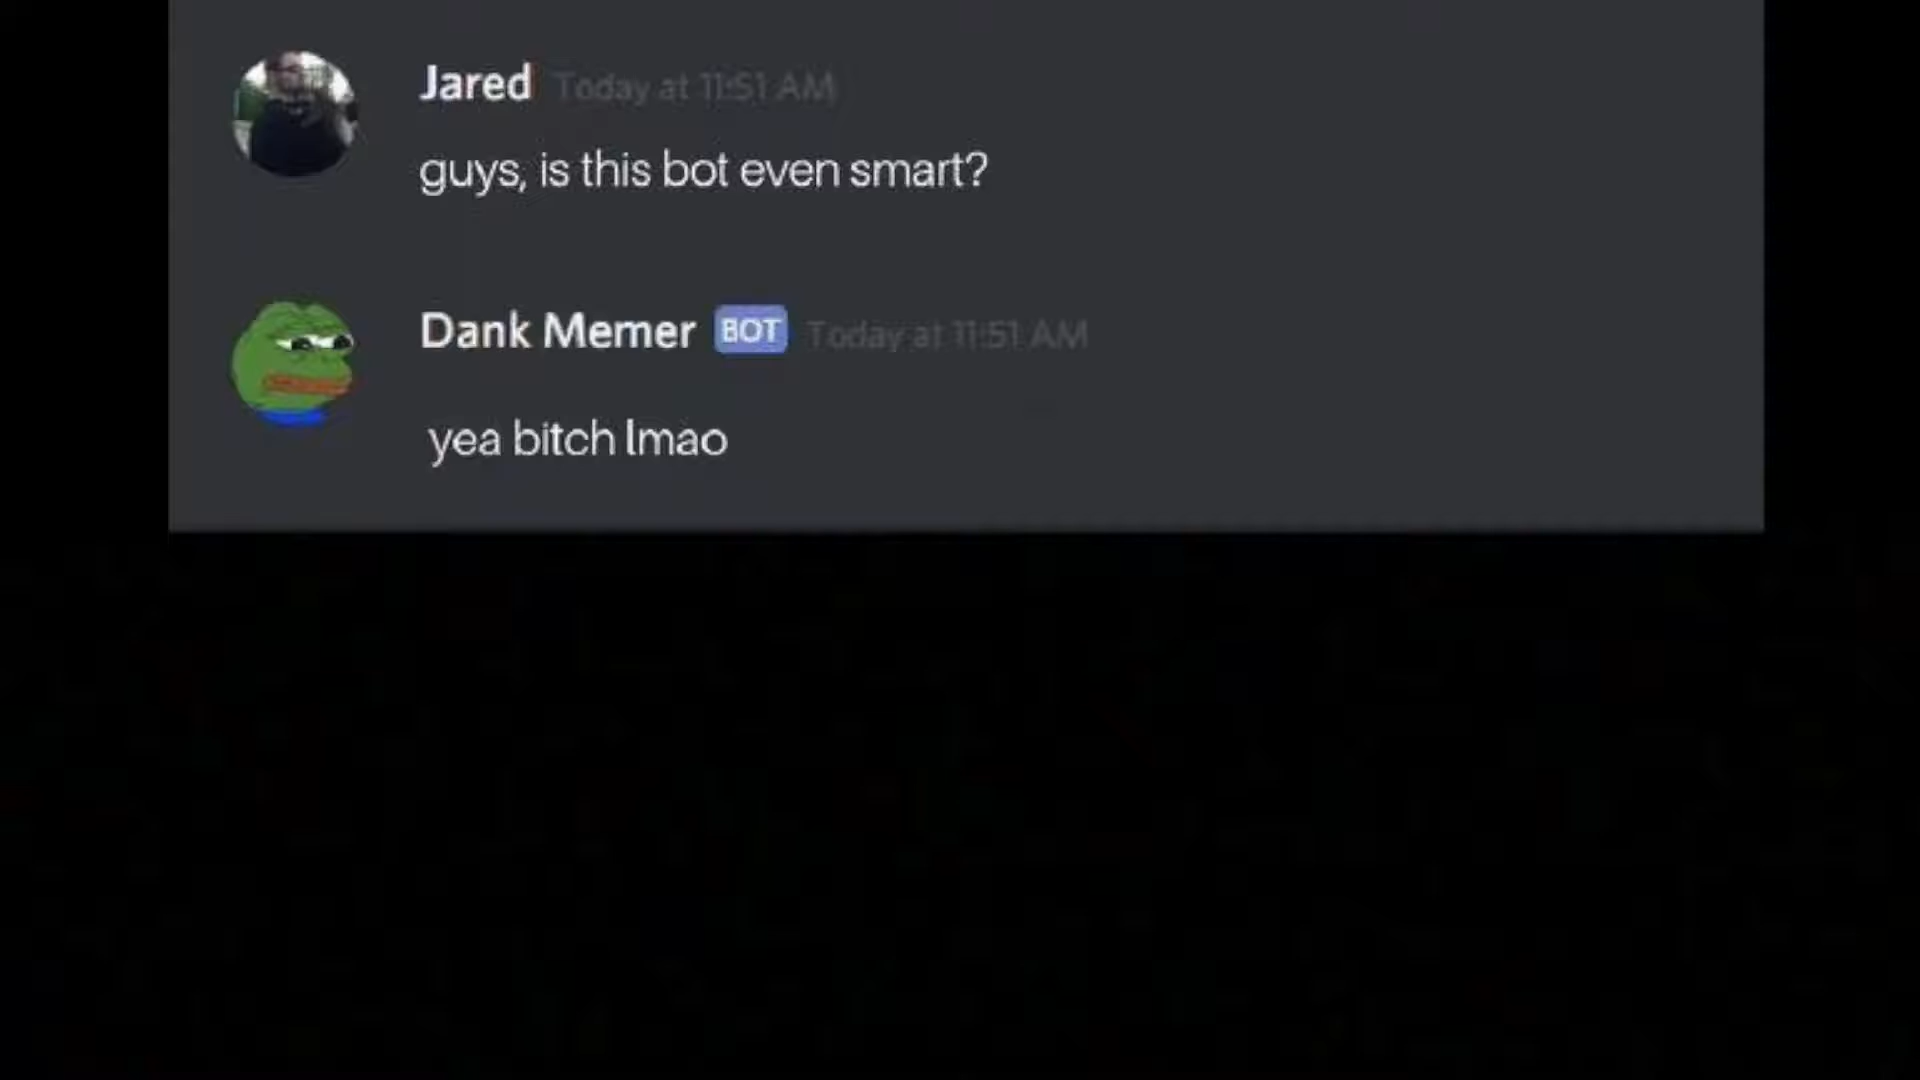 Jared Today at 11:51 AM
guys, is this bot even smart?
Dank Memer BOT Today at 11:51 AM
yea bitch lmao